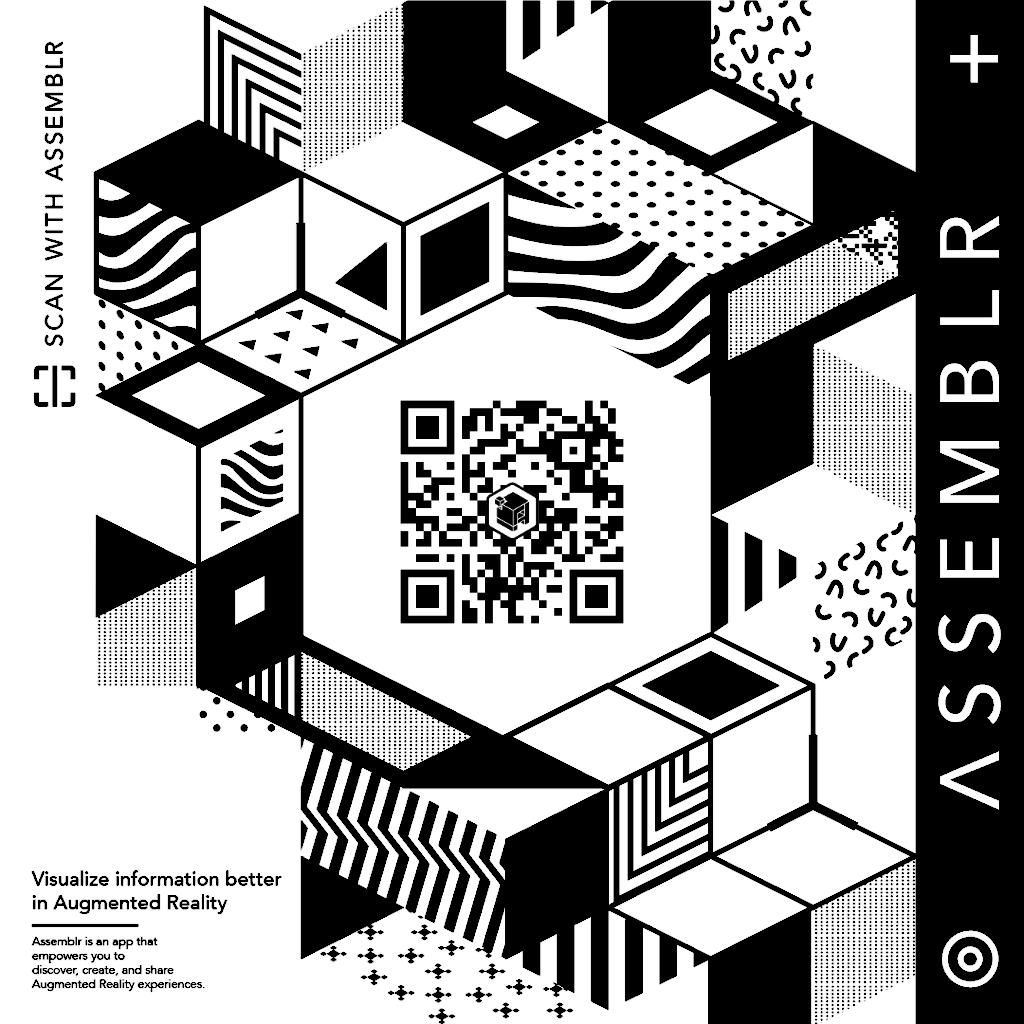 SCAN WITH ASSEMBLR
ASSEMBLR
Visualize information better
in Augmented Reality
Assemblr is an app that
empowers you to
discover, create, and share
Augmented Reality experiences.